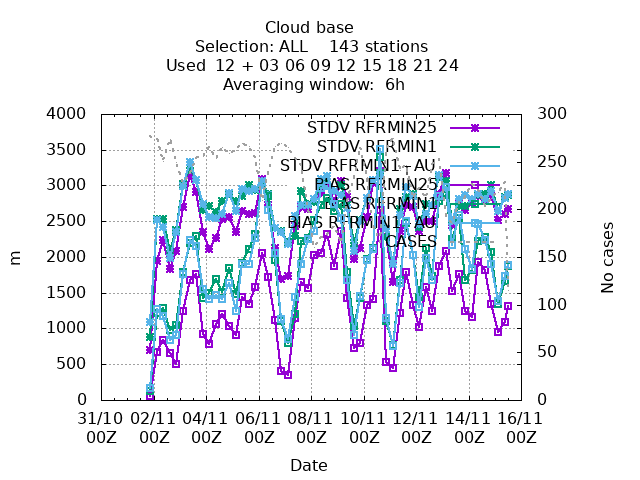 Cloud base
Selection: ALL 143 stations
Used 12 + 03 06 09 12 15 18 21 24
Averaging window: 6h
4000
3500
3000
2500
2000
1500
1000
500
0
m
300
250
200
150
100
50
0
No cases
STDV RFRMIN25
STDV RFRMIN1
STDV RFRMIN1_AU
BIAS RFRMIN25
BIAS RFRMIN1
BIAS RFRMIN1_AU
CASES
31/10 02/11 04/11 06/11 08/11 10/11 12/11 14/11 16/11
00Z 00Z 00Z 00Z 00Z 00Z 00Z 00Z 00Z
Date